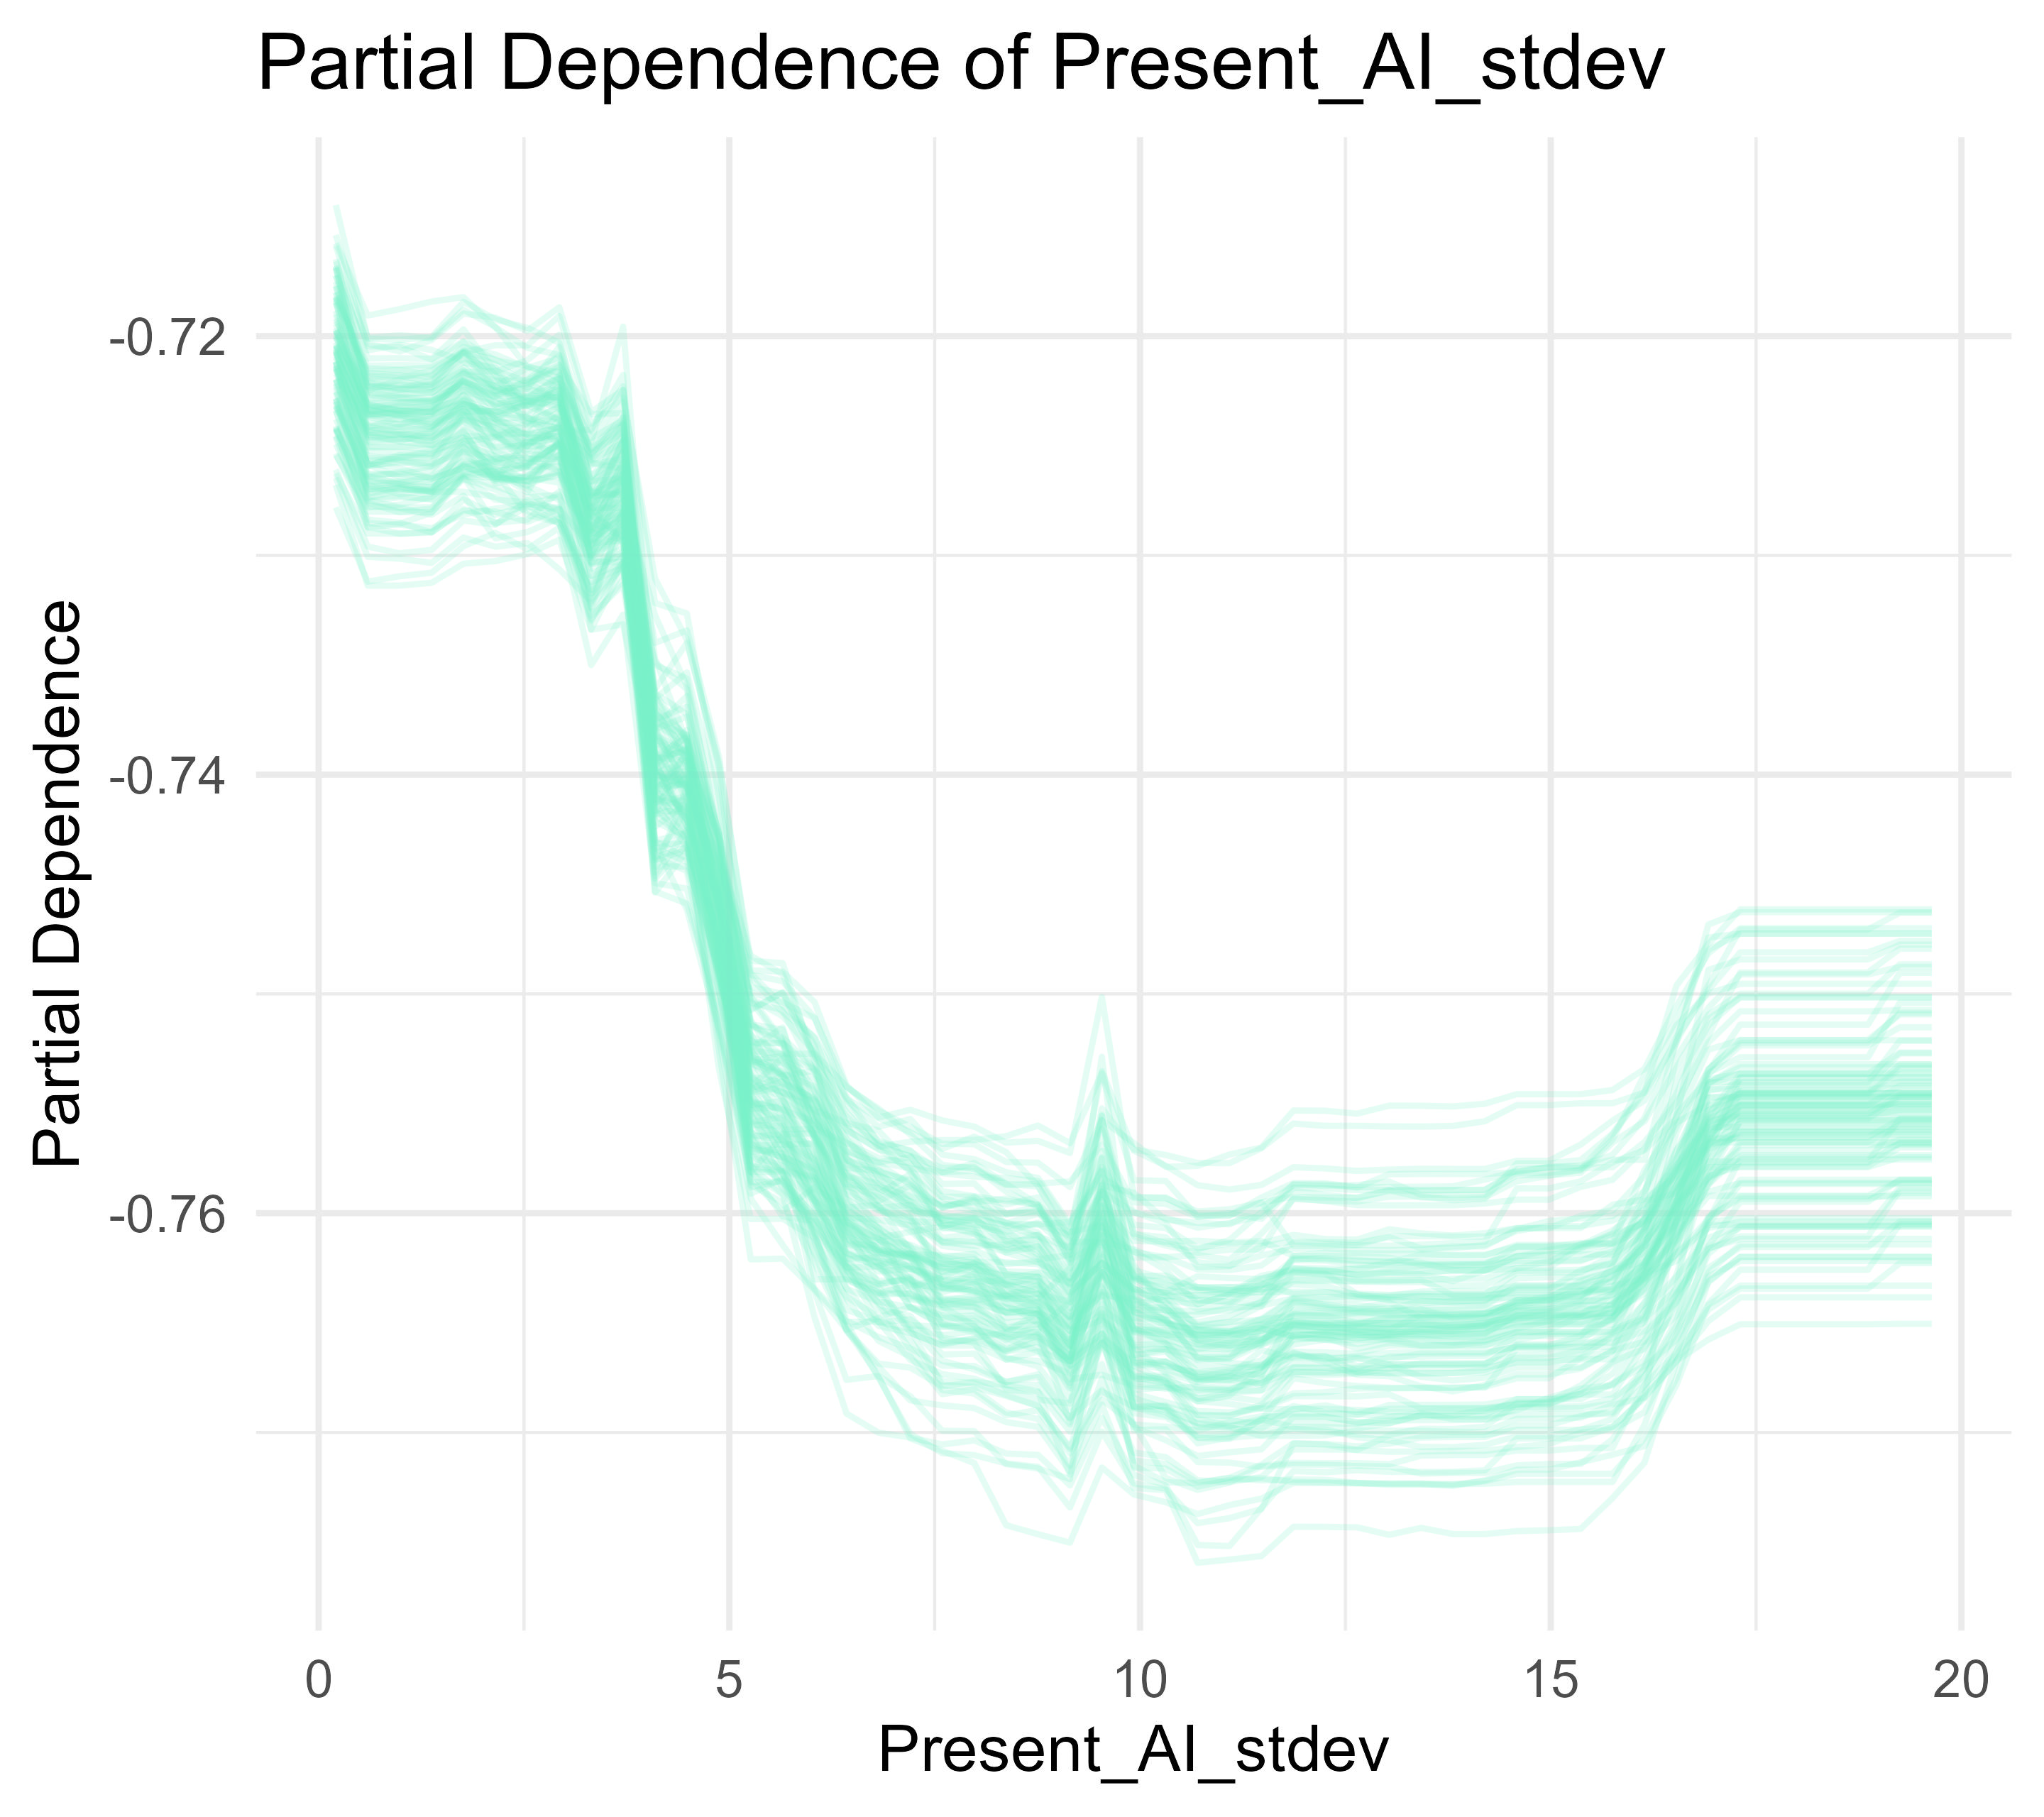 Partial Dependence of Present_AI_stdev
Partial Dependence
-0.72
-0.74
-0.76
0 5 10 15 20
Present_AI_stdev